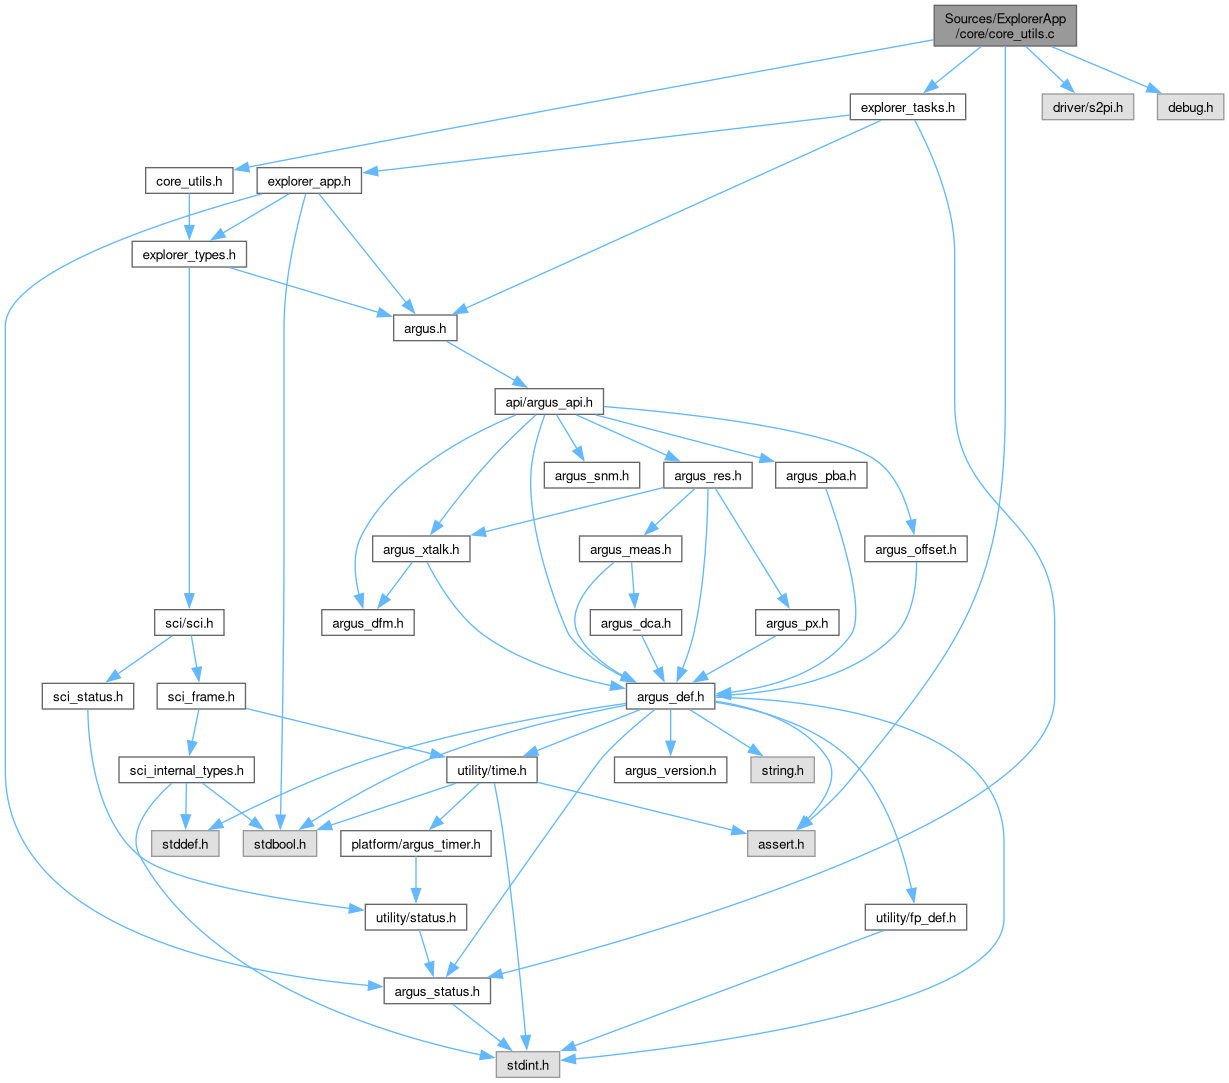 Sources/ExplorerApp
/core/core_utils.c
explorer_tasks.h
driver/s2pi.h
debug.h
core_utils.h
explorer_app.h
explorer_types.h
argus.h
api/argus_api.h
argus_snm.h
argus_res.h
argus_pba.h
argus_xtalk.h
argus_meas.h
argus_offset.h
argus_dfm.h
argus_dca.h
argus_px.h
sci/sci.h
sci_status.h
sci_frame.h
argus_def.h
sci_internal_types.h
utility/time.h
argus_version.h
string.h
stddef.h
stdbool.h
platform/argus_timer.h
assert.h
utility/status.h
utility/fp_def.h
argus_status.h
stdint.h